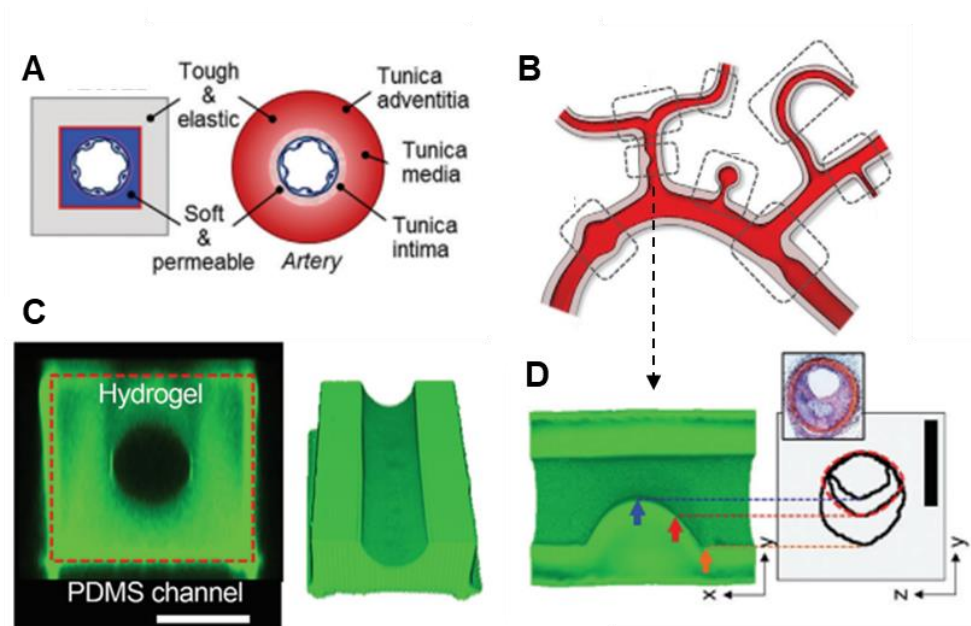 A
Tough
&
elastic
Tunica
adventitia
Tunica
media
Soft
&
permeable
Artery
Tunica
intima
B
C
Hydrogel
PDMS channel
D
x
y
z
y